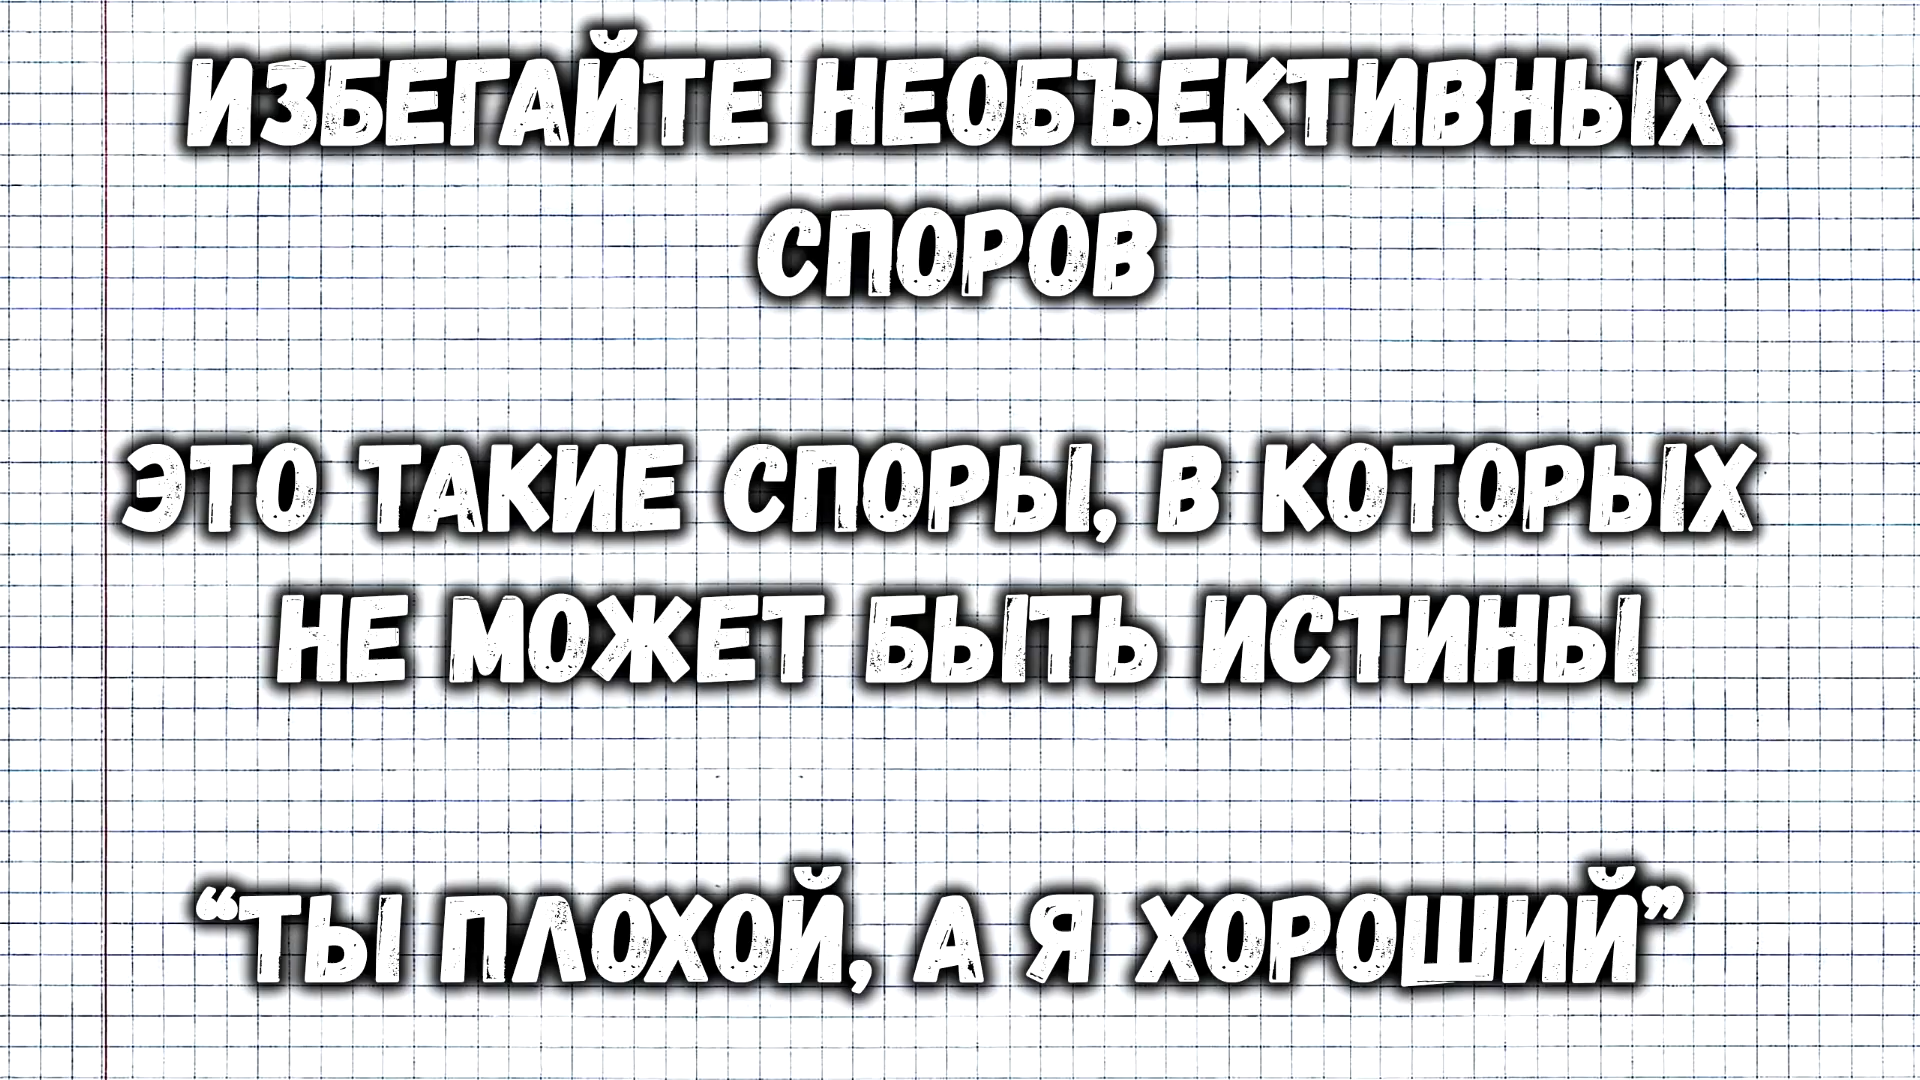 ИЗБЕГАЙТЕ НЕОБЪЕКТИВНЫХ
СПОРОВ
ЭТО ТАКИЕ СПОРЫ, В КОТОРЫХ
НЕ МОЖЕТ БЫТЬ ИСТИНЫ
“ТЫ ПЛОХОЙ, А Я ХОРОШИЙ”